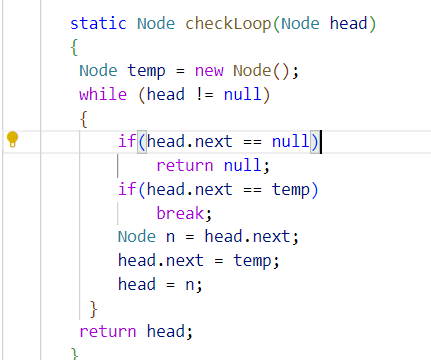 static Node checkLoop(Node head)
{
Node temp = new Node();
while (head != null)
{
if(head.next == null)
return null;
if(head.next == temp)
break;
Node n = head.next;
head.next = temp;
head = n;
}
return head;
}